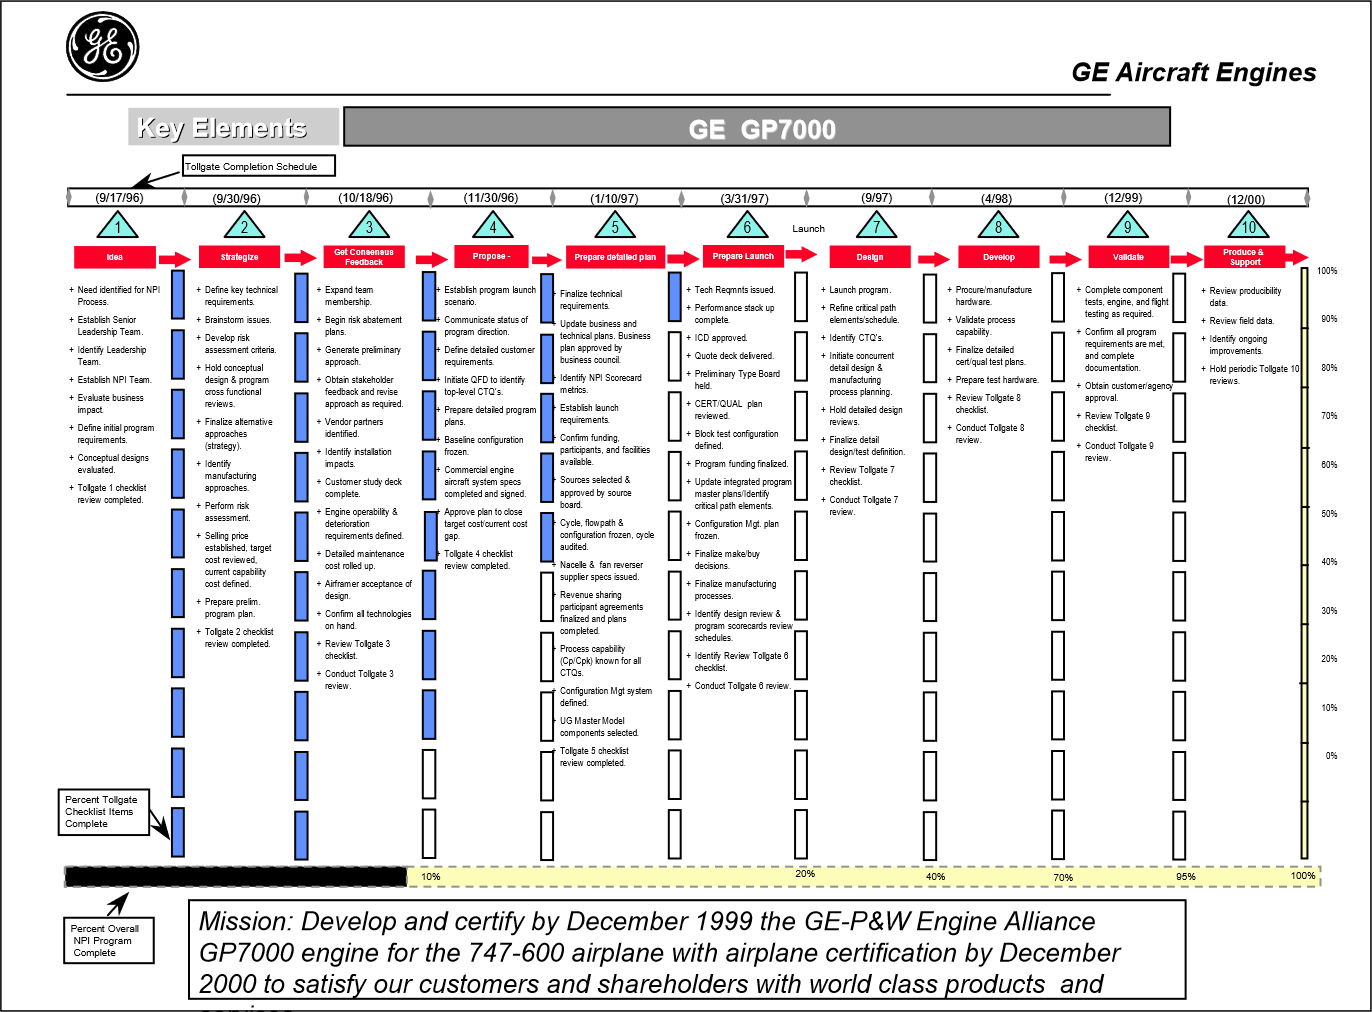 GE
GE Aircraft Engines
Key Elements
GE GP7000
Tollgate Completion Schedule
(9/17/96)
(9/30/96)
(10/18/96)
(11/30/96)
(1/10/97)
(3/31/97)
(9/97)
(4/98)
(12/99)
(12/00)
1
2
3
4
5
6
Launch
7
8
9
10
Idea
Strategize
Get Consensus
Feedback
Propose -
Prepare detailed plan
Prepare Launch
Design
Develop
Validate
Produce &
Support
+ Need identified for NPI
Process.
+ Establish Senior
Leadership Team.
+ Identify Leadership
Team.
+ Establish NPI Team.
+ Evaluate business
impact.
+ Define initial program
requirements.
+ Conceptual designs
evaluated.
+ Tollgate 1 checklist
review completed.
+ Define key technical
requirements.
+ Brainstorm issues.
+ Develop risk
assessment criteria.
+ Hold conceptual
design & program
cross functional
reviews.
+ Finalize alternative
approaches
(strategy).
+ Identify
manufacturing
approaches.
+ Perform risk
assessment.
+ Selling price
established, target
cost reviewed,
current capability
cost defined.
+ Prepare prelim.
program plan.
+ Tollgate 2 checklist
review completed.
+ Expand team
membership.
+ Begin risk abatement
plans.
+ Generate preliminary
approach.
+ Obtain stakeholder
feedback and revise
approach as required.
+ Vendor partners
identified.
+ Identify installation
impacts.
+ Customer study deck
complete.
+ Engine operability &
deterioration
requirements defined.
+ Detailed maintenance
cost rolled up.
+ Airframer acceptance of
design.
+ Confirm all technologies
on hand.
+ Review Tollgate 3
checklist.
+ Conduct Tollgate 3
review.
+ Establish program launch
scenario.
+ Communicate status of
program direction.
+ Define detailed customer
requirements.
+ Initiate QFD to identify
top-level CTQ's.
+ Prepare detailed program
plans.
+ Baseline configuration
frozen.
+ Commercial engine
aircraft system specs
completed and signed.
+ Approve plan to close
target cost/current cost
gap.
+ Tollgate 4 checklist
review completed.
+ Finalize technical
requirements.
+ Update business and
technical plans. Business
plan approved by
business council.
+ Identify NPI Scorecard
metrics.
+ Establish launch
requirements.
+ Confirm funding,
participants, and facilities
available.
+ Sources selected &
approved by source
board.
+ Cycle, flowpath &
configuration frozen, cycle
audited.
+ Nacelle & fan reverser
supplier specs issued.
+ Revenue sharing
participant agreements
finalized and plans
completed.
+ Process capability
(Cp/Cpk) known for all
CTQs.
+ Configuration Mgt system
defined.
+ UG Master Model
components selected.
+ Tollgate 5 checklist
review completed.
+ Tech Reqmnts issued.
+ Performance stack up
complete.
+ ICD approved.
+ Quote deck delivered.
+ Preliminary Type Board
held.
+ CERT/QUAL plan
reviewed.
+ Block test configuration
defined.
+ Program funding finalized.
+ Update integrated program
master plans/Identify
critical path elements.
+ Configuration Mgt. plan
frozen.
+ Finalize make/buy
decisions.
+ Finalize manufacturing
processes.
+ Identify design review &
program scorecards review
schedules.
+ Identify Review Tollgate 6
checklist.
+ Conduct Tollgate 6 review.
+ Launch program.
+ Refine critical path
elements/schedule.
+ Identify CTQ's.
+ Initiate concurrent
detail design &
manufacturing
process planning.
+ Hold detailed design
reviews.
+ Finalize detail
design/test definition.
+ Review Tollgate 7
checklist.
+ Conduct Tollgate 7
review.
+ Procure/manufacture
hardware.
+ Validate process
capability.
+ Finalize detailed
cert/qual test plans.
+ Prepare test hardware.
+ Review Tollgate 8
checklist.
+ Conduct Tollgate 8
review.
+ Complete component
tests, engine, and flight
testing as required.
+ Confirm all program
requirements are met,
and complete
documentation.
+ Obtain customer/agency
approval.
+ Review Tollgate 9
checklist.
+ Conduct Tollgate 9
review.
+ Review producibility
data.
+ Review field data.
+ Identify ongoing
improvements.
+ Hold periodic Tollgate 10
reviews.
100%
90%
80%
70%
60%
50%
40%
30%
20%
10%
0%
Percent Tollgate
Checklist Items
Complete
10%
20%
40%
70%
95%
100%
Percent Overall
NPI Program
Complete
Mission: Develop and certify by December 1999 the GE-P&W Engine Alliance
GP7000 engine for the 747-600 airplane with airplane certification by December
2000 to satisfy our customers and shareholders with world class products and